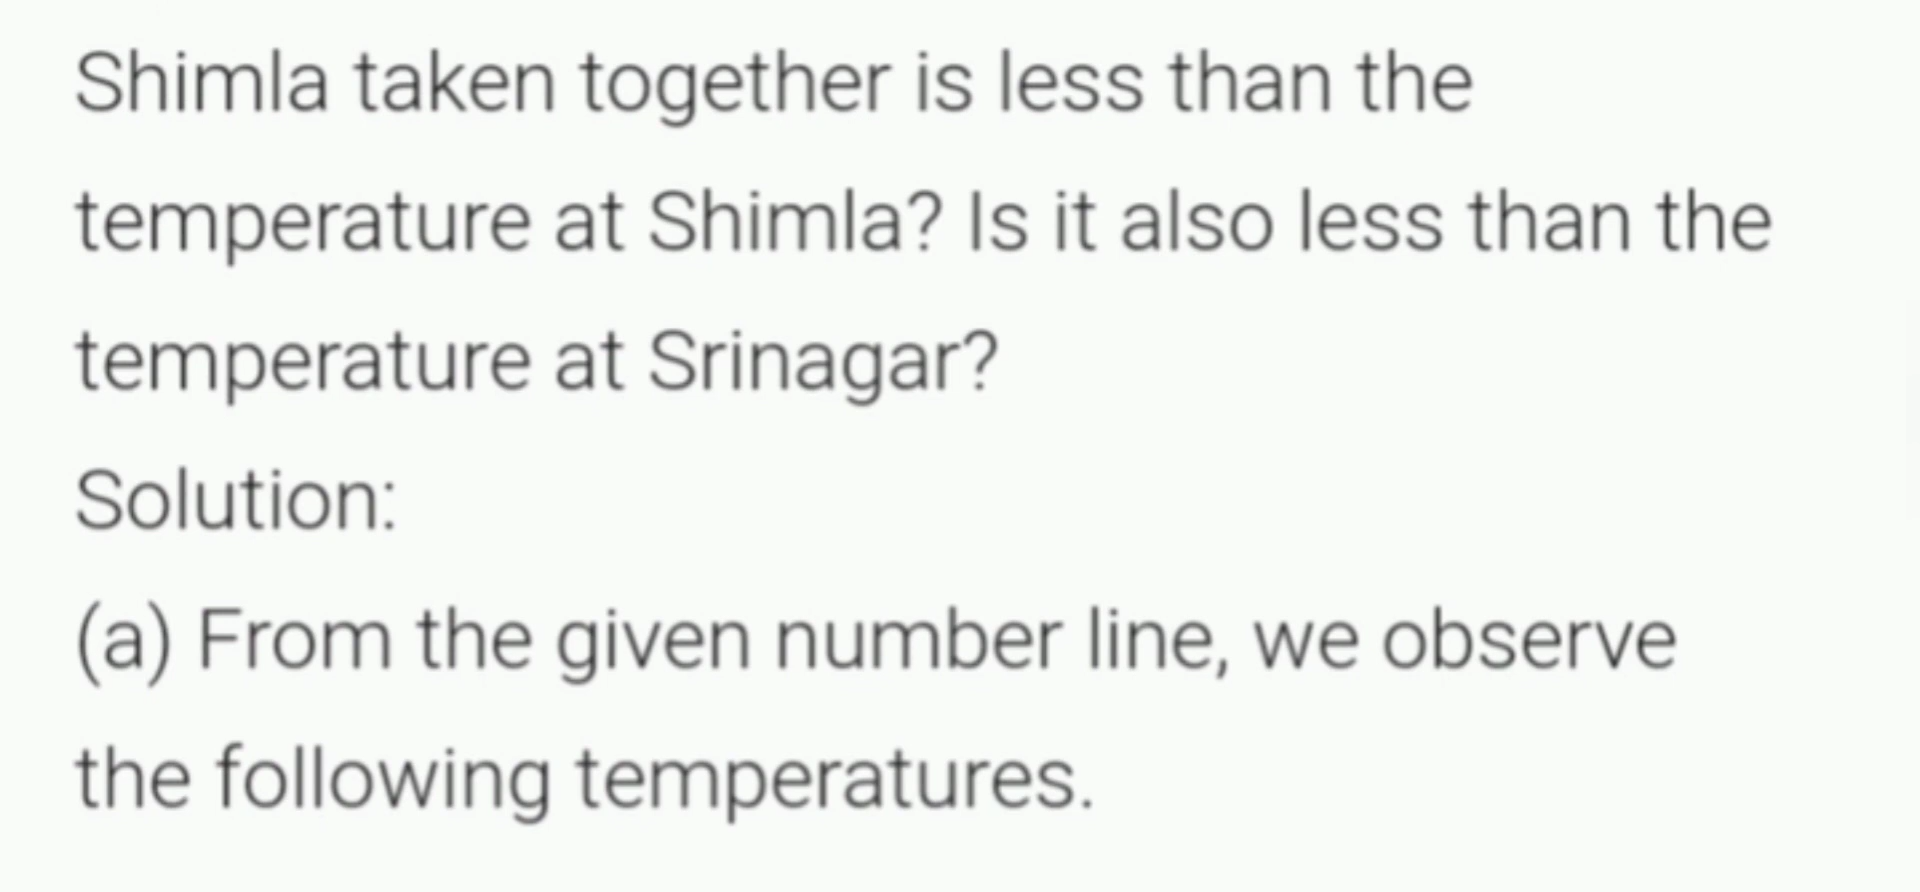 Shimla taken together is less than the
temperature at Shimla? Is it also less than the
temperature at Srinagar?
Solution:
(a) From the given number line, we observe
the following temperatures.